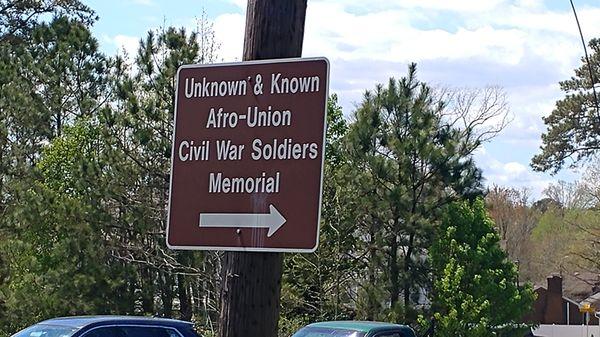 Unknown & Known
Afro-Union
Civil War Soldiers
Memorial